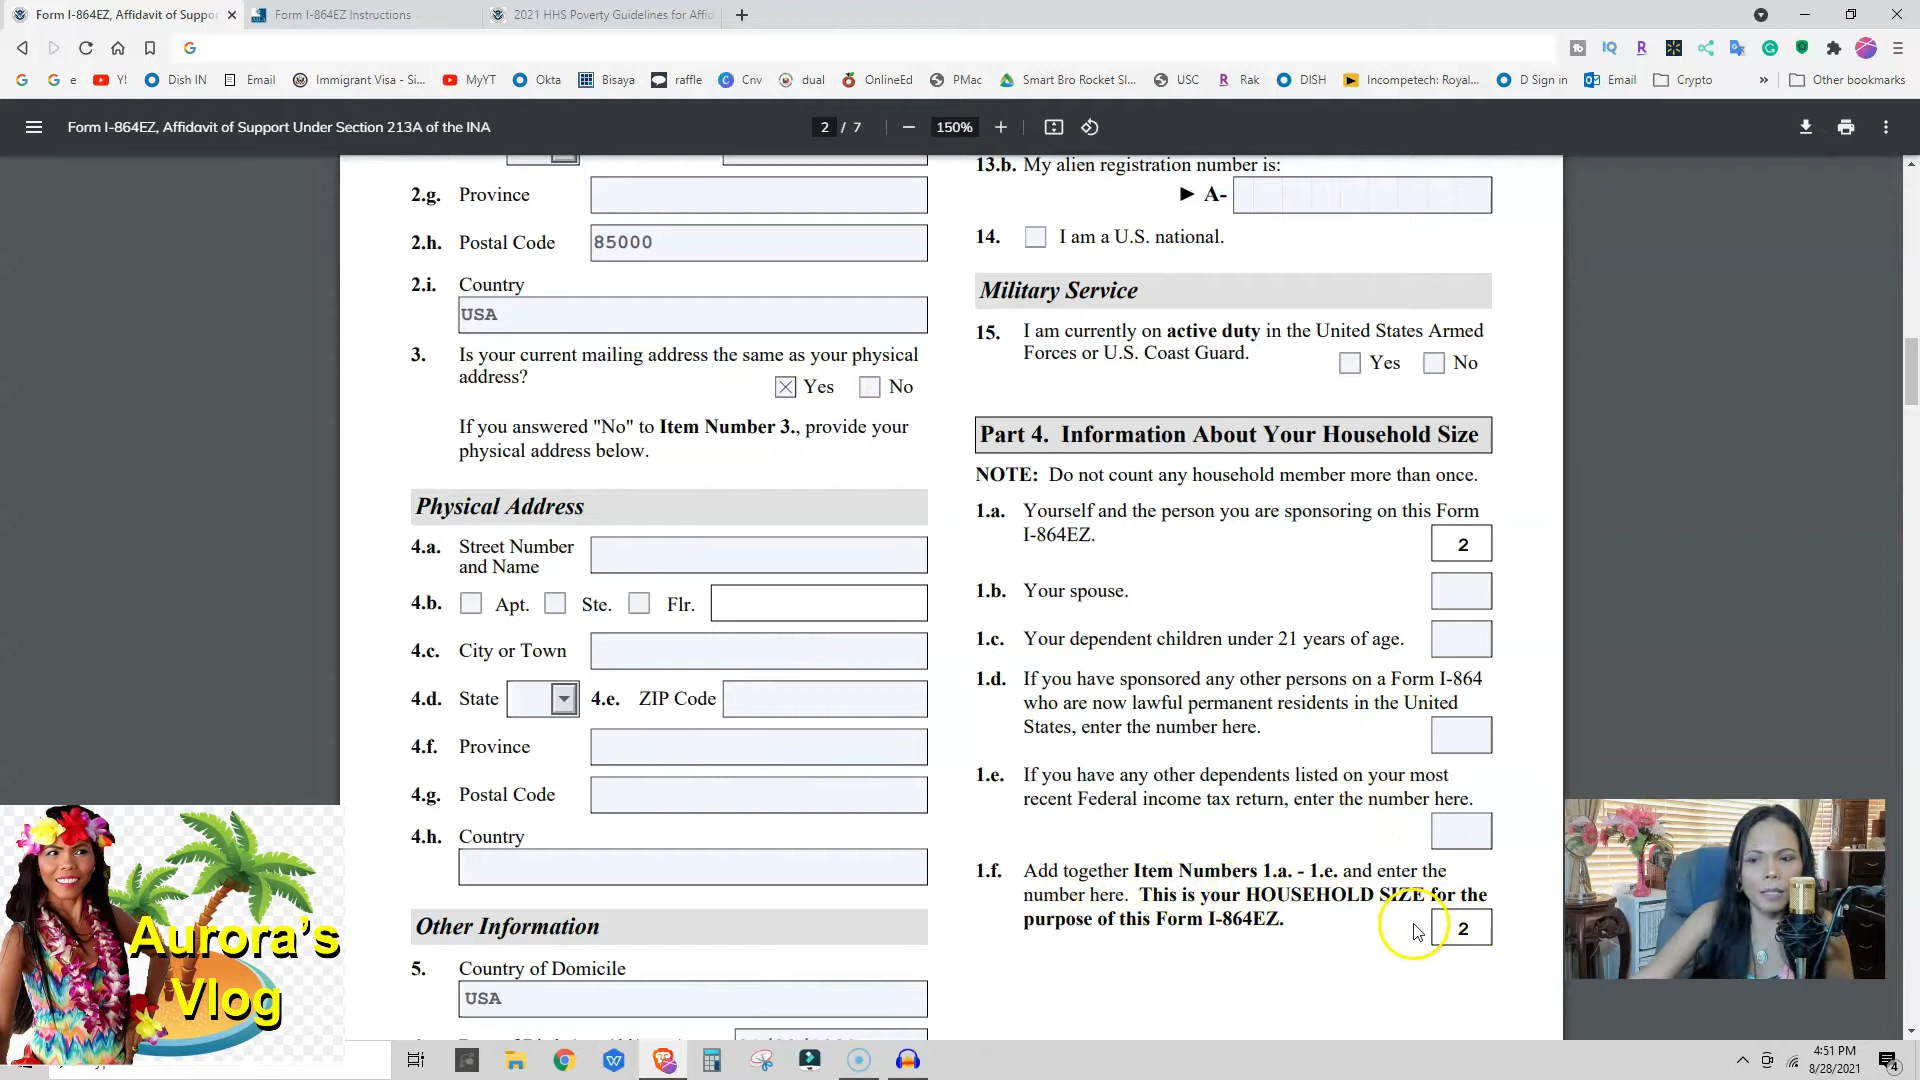 Form I-864EZ, Affidavit of Suppo
Form I-864EZ Instructions
2021 HHS Poverty Guidelines for Affid
G e
Y!
Dish IN
Email
Immigrant Visa - Si...
MyYT
Okta
Bisaya
raffle
Cnv
dual
OnlineEd
PMac
Smart Bro Rocket Sl...
USC
Rak
DISH
Incompetech: Royal...
D Sign in
Email
Crypto
»
Other bookmarks
Form I-864EZ, Affidavit of Support Under Section 213A of the INA
2 / 7
150%
2.g. Province
2.h. Postal Code 85000
2.i. Country
USA
3. Is your current mailing address the same as your physical
address?
Yes No
If you answered "No" to Item Number 3., provide your
physical address below.
Physical Address
4.a. Street Number
and Name
4.b Apt. Ste. Flr.
4.c. City or Town
4.d State 4.e. ZIP Code
4.f. Province
4.g. Postal Code
4.h. Country
Other Information
5. Country of Domicile
USA
13.b. My alien registration number is:
► A-
14. I am a U.S. national.
Military Service
15. I am currently on active duty in the United States Armed
Forces or U.S. Coast Guard. Yes No
Part 4. Information About Your Household Size
NOTE: Do not count any household member more than once.
1.a. Yourself and the person you are sponsoring on this Form
I-864EZ. 2
1.b. Your spouse.
1.c. Your dependent children under 21 years of age.
1.d. If you have sponsored any other persons on a Form I-864
who are now lawful permanent residents in the United
States, enter the number here.
1.e. If you have any other dependents listed on your most
recent Federal income tax return, enter the number here.
1.f. Add together Item Numbers 1.a. - 1.e. and enter the
number here. This is your HOUSEHOLD SIZE for the
purpose of this Form I-864EZ. 2
Aurora's
Vlog
4:51 PM
8/28/2021
4